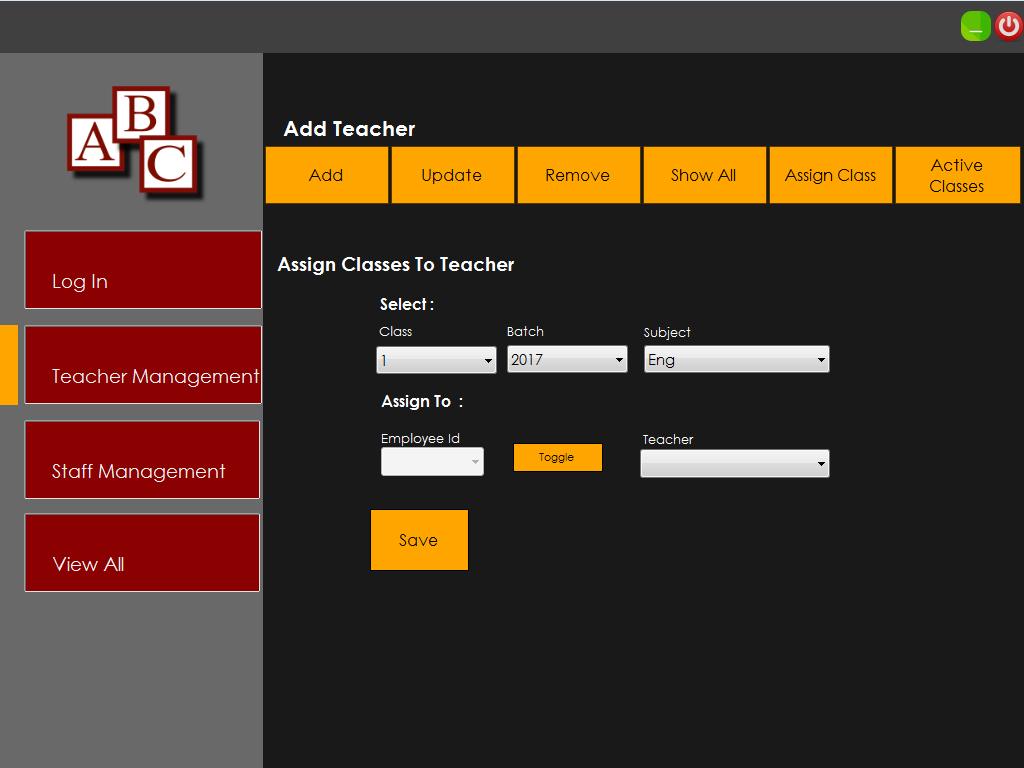 A B C
Add Teacher
Add Update Remove Show All Assign Class Active Classes
Log In
Teacher Management
Staff Management
View All
Assign Classes To Teacher
Select :
Class Batch Subject
1 2017 Eng
Assign To :
Employee Id Toggle Teacher
Save